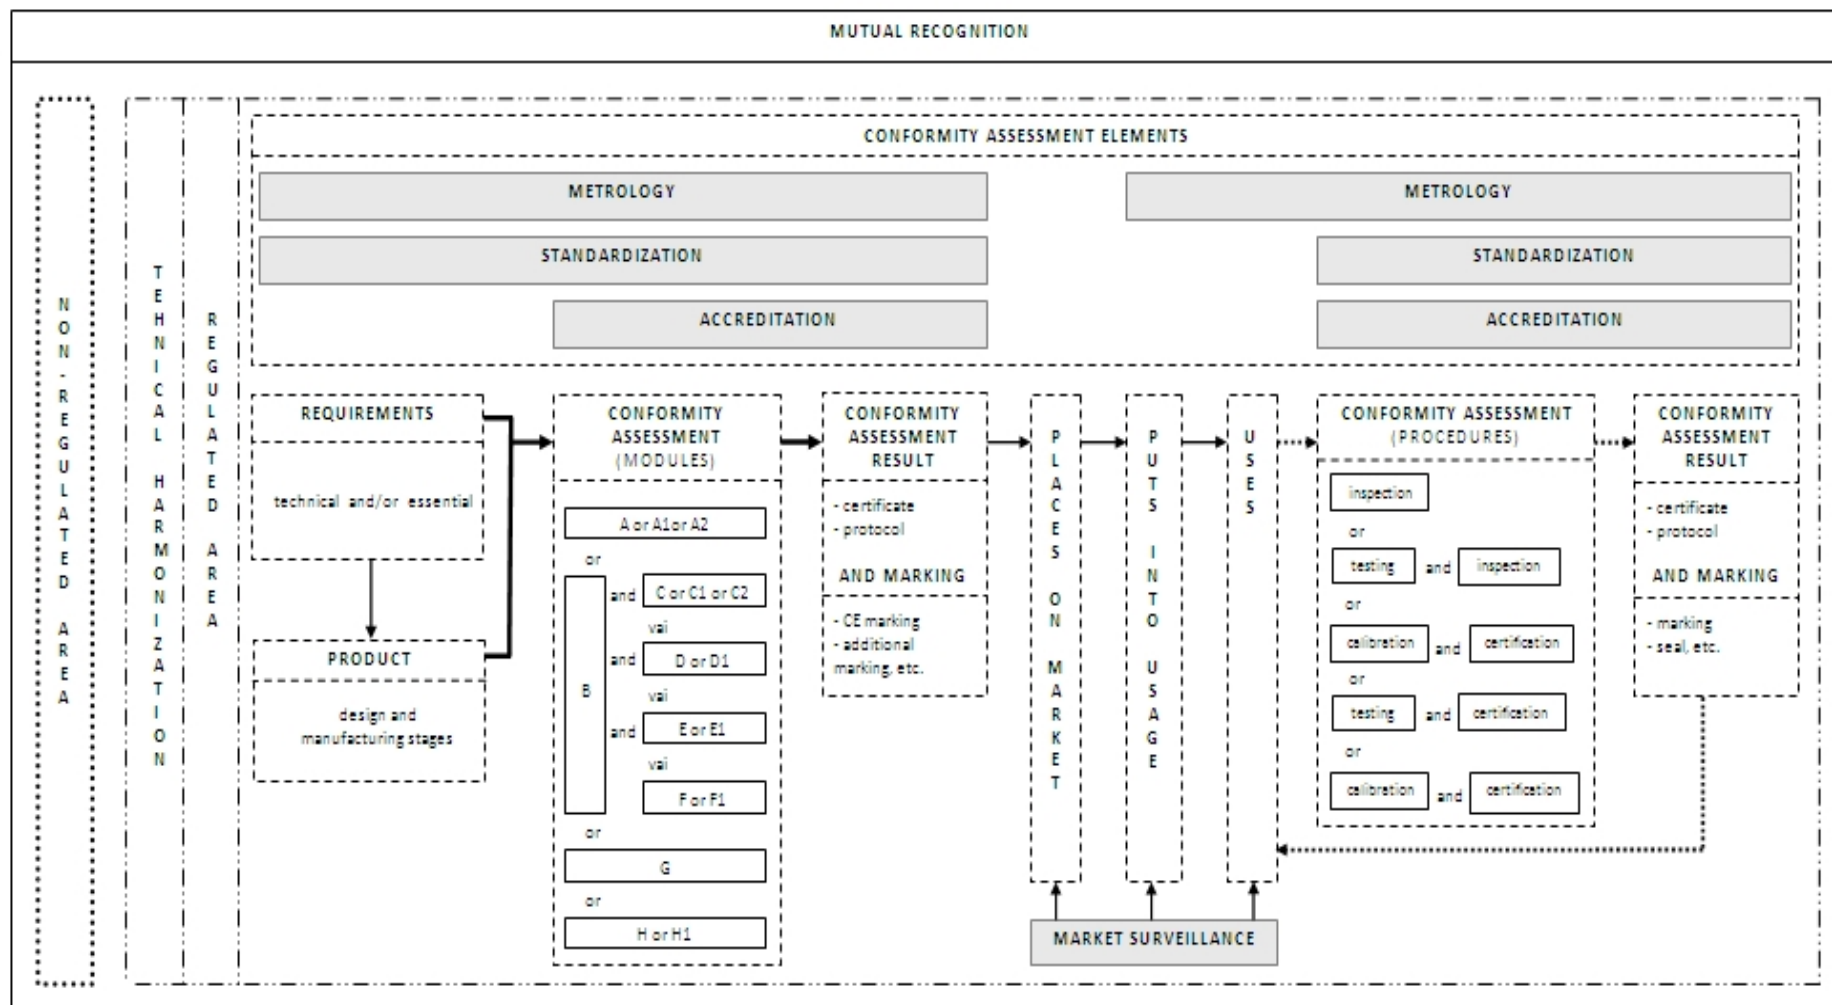 MUTUAL RECOGNITION
NON-REGULATED AREA
TEHNICAL HARMONIZATION
REGULATED AREA
CONFORMITY ASSESSMENT ELEMENTS
METROLOGY
METROLOGY
STANDARDIZATION
STANDARDIZATION
ACCREDITATION
ACCREDITATION
REQUIREMENTS
technical and/or essential
PRODUCT
design and
manufacturing stages
CONFORMITY
ASSESSMENT
(MODULES)
A or A1or A2
or
B
and
C or C1 or C2
vai
and
D or D1
vai
and
E or E1
vai
F or F1
or
G
or
H or H1
CONFORMITY
ASSESSMENT
RESULT
- certificate
- protocol
AND MARKING
- CE marking
- additional
marking, etc.
PLACES ON MARKET
PUTS INTO USAGE
USES
MARKET SURVEILLANCE
CONFORMITY ASSESSMENT
(PROCEDURES)
inspection
or
testing and inspection
or
calibration and certification
or
testing and certification
or
calibration and certification
CONFORMITY
ASSESSMENT
RESULT
- certificate
- protocol
AND MARKING
- marking
- seal, etc.